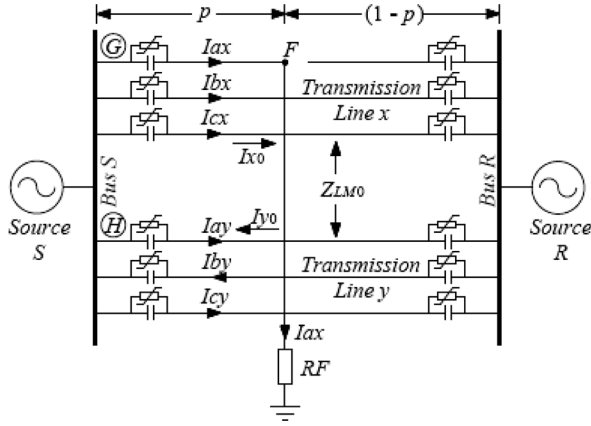 p
(1 - p)
G
Iax
F
Ibx
Transmission
Icx
Line x
Ix0
Bus S
ZLM0
Bus R
Source
S
H
Iy0
Iay
Source
R
Iby
Transmission
Icy
Line y
Iax
RF